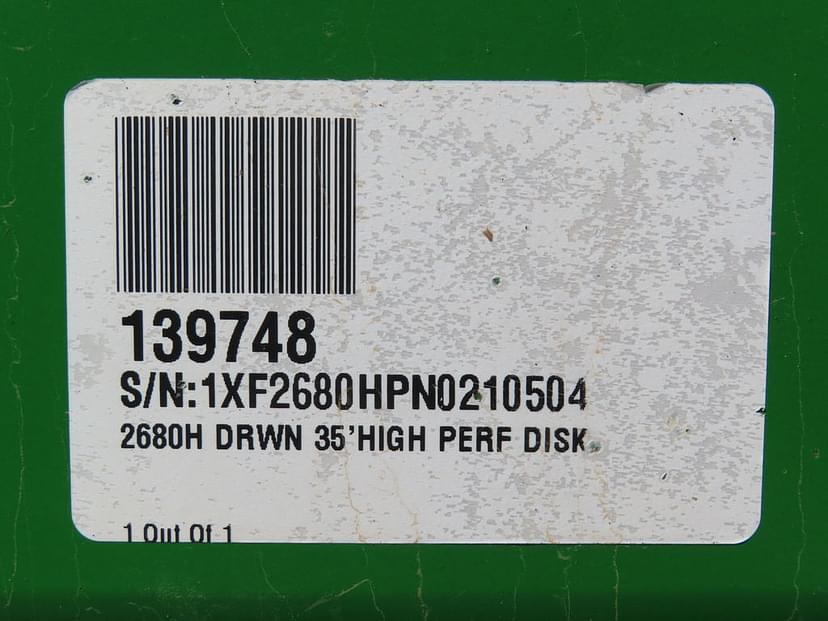 139748
S/N:1XF2680HPN0210504
2680H DRWN 35'HIGH PERF DISK
1 Out Of 1